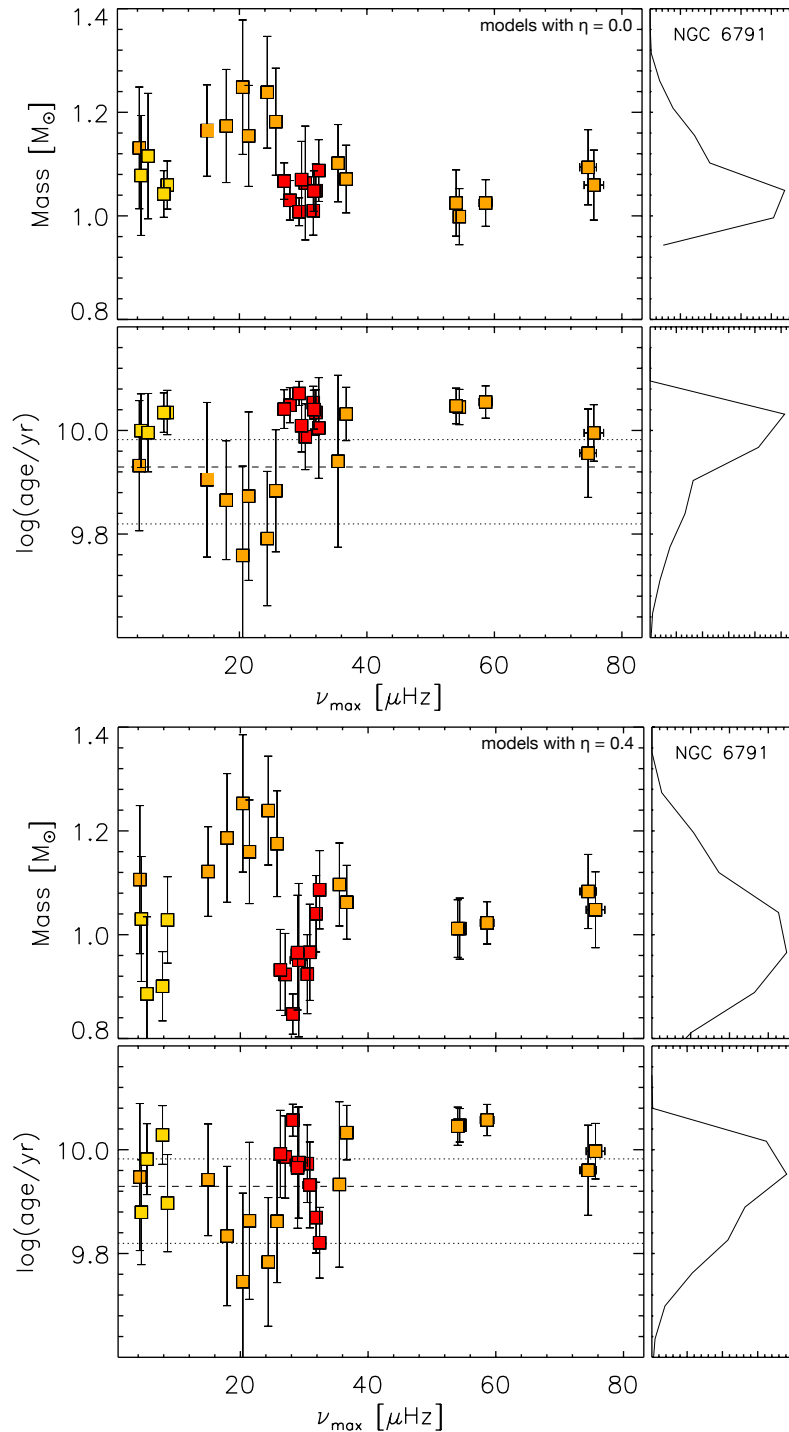 models with η = 0.0
NGC 6791
1.4
1.2
1.0
0.8
Mass [M☉]
10.0
9.8
log(age/yr)
20 40 60 80
ν_max [μHz]
models with η = 0.4
NGC 6791
1.4
1.2
1.0
0.8
Mass [M☉]
10.0
9.8
log(age/yr)
20 40 60 80
ν_max [μHz]